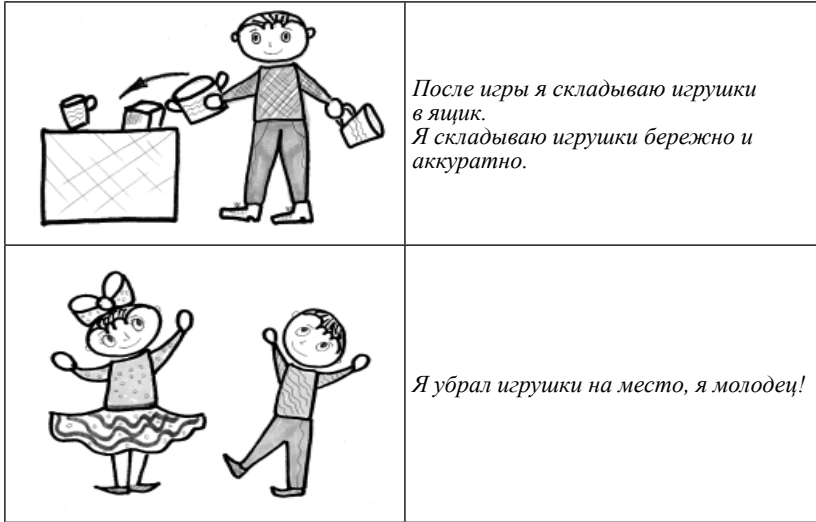 После игры я складываю игрушки
в ящик.
Я складываю игрушки бережно и
аккуратно.
Я убрал игрушки на место, я молодец!